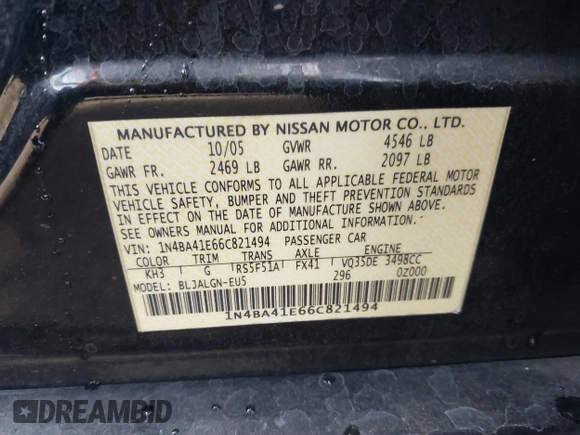 MANUFACTURED BY NISSAN MOTOR CO., LTD.
DATE 10/05 GVWR 4546 LB
GAWR FR. 2469 LB GAWR RR. 2097 LB
THIS VEHICLE CONFORMS TO ALL APPLICABLE FEDERAL MOTOR
VEHICLE SAFETY, BUMPER AND THEFT PREVENTION STANDARDS
IN EFFECT ON THE DATE OF MANUFACTURE SHOWN ABOVE.
SEE OWNERS MANUAL FOR ADDITIONAL INFORMATION.
VIN: 1N4BA41E66C821494 PASSENGER CAR
COLOR TRIM TRANS AXLE ENGINE
KH3 G RS5F51A FX41 VQ35DE 3498CC
MODEL: BLJALGN-EU5 296 0Z000
1N4BA41E66C821494
DREAMBID